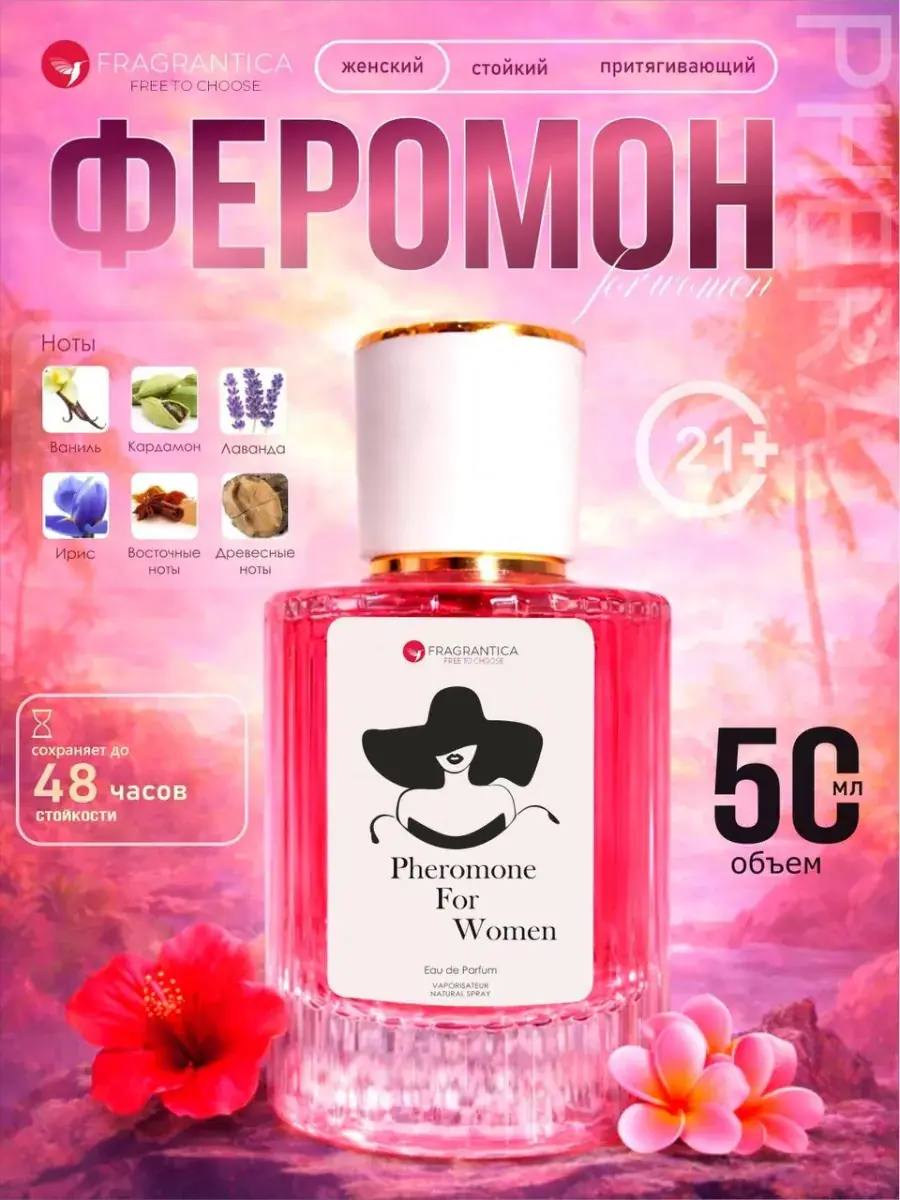 FRAGRANTICA
FREE TO CHOOSE
женский стойкий притягивающий
ФЕРОМОН
for women
Ноты
Ваниль Кардамон Лаванда
Ирис Восточные ноты Древесные ноты
21+
FRAGRANTICA
FREE TO CHOOSE
сохраняет до
48 часов
стойкости
50 мл
объем
Pheromone
For
Women
Eau de Parfum
VAPORISATEUR
NATURAL SPRAY